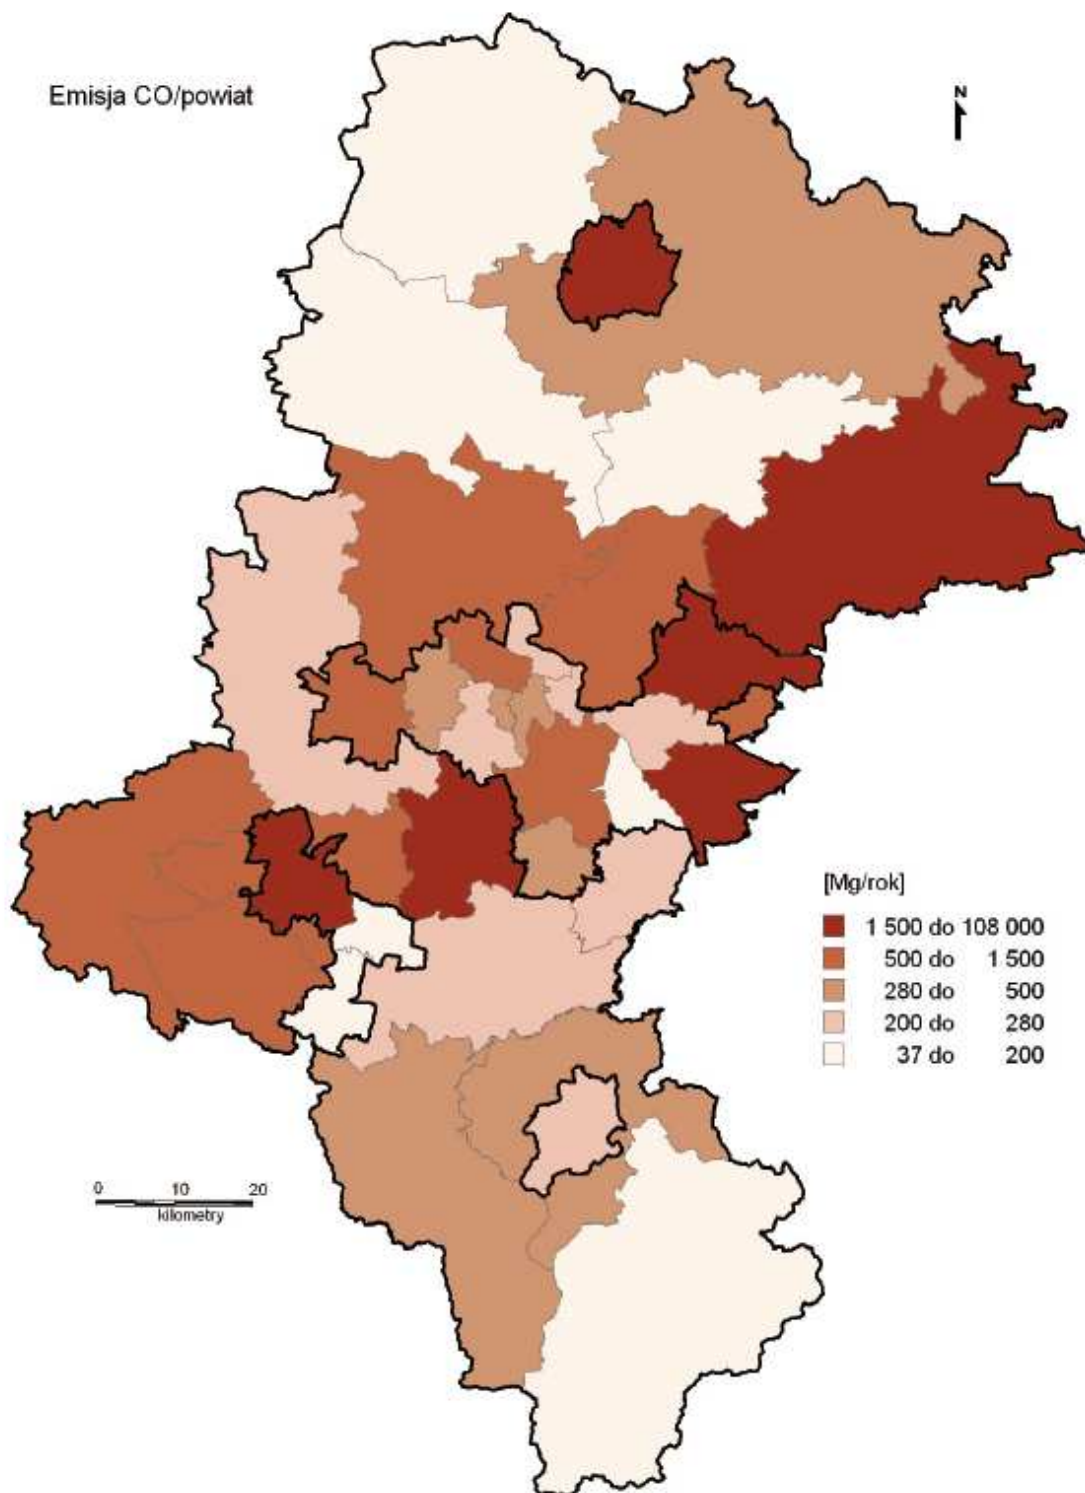 Emisja CO/powiat
N
[Mg/rok]
1 500 do 108 000
500 do 1 500
280 do 500
200 do 280
37 do 200
0 10 20
kilometry